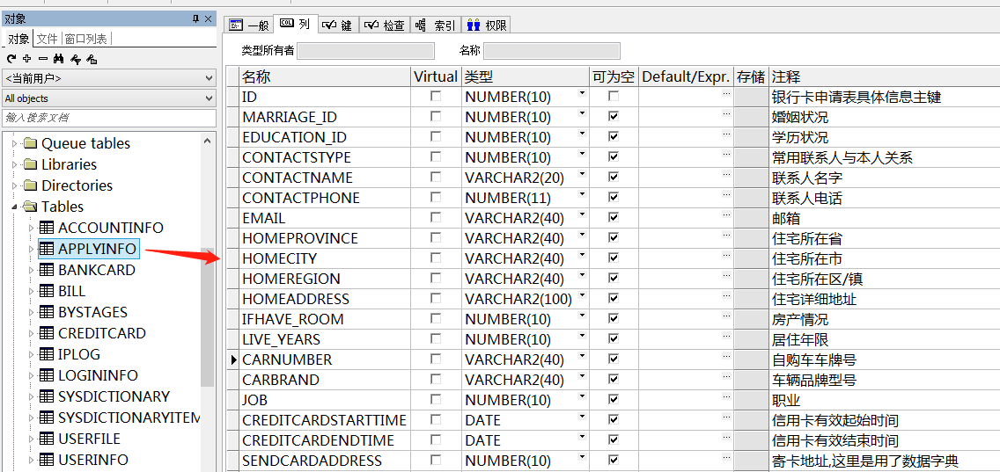 对象
对象 文件 窗口列表
<当前用户>
All objects
输入搜索文档
Queue tables
Libraries
Directories
Tables
ACCOUNTINFO
APPLYINFO
BANKCARD
BILL
BYSTAGES
CREDITCARD
IPLOG
LOGININFO
SYSDICTIONARY
SYSDICTIONARYITEM
USERFILE
USERINFO
一般 列 键 检查 索引 权限
类型所有者 名称
名称 Virtual 类型 可为空 Default/Expr. 存储 注释
ID NUMBER(10) 银行卡申请表具体信息主键
MARRIAGE_ID NUMBER(10) 婚姻状况
EDUCATION_ID NUMBER(10) 学历状况
CONTACTSTYPE NUMBER(10) 常用联系人与本人关系
CONTACTNAME VARCHAR2(20) 联系人名字
CONTACTPHONE NUMBER(11) 联系人电话
EMAIL VARCHAR2(40) 邮箱
HOMEPROVINCE VARCHAR2(40) 住宅所在省
HOMECITY VARCHAR2(40) 住宅所在市
HOMEREGION VARCHAR2(40) 住宅所在区/镇
HOMEADDRESS VARCHAR2(100) 住宅详细地址
IFHAVE_ROOM NUMBER(10) 房产情况
LIVE_YEARS NUMBER(10) 居住年限
CARNUMBER VARCHAR2(40) 自购车车牌号
CARBRAND VARCHAR2(40) 车辆品牌型号
JOB NUMBER(10) 职业
CREDITCARDSTARTTIME DATE 信用卡有效起始时间
CREDITCARDENDTIME DATE 信用卡有效结束时间
SENDCARDADDRESS NUMBER(10) 寄卡地址,这里是用了数据字典